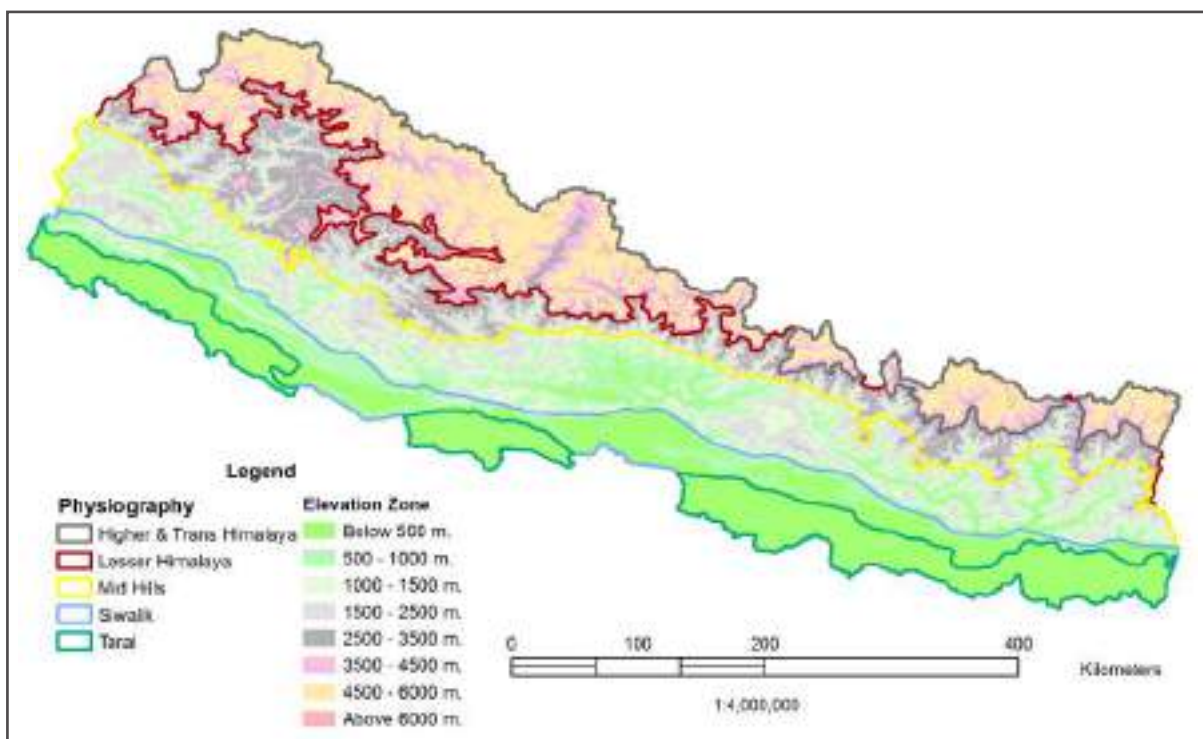 Legend
Physiography
Higher & Trans Himalaya
Lesser Himalaya
Mid Hills
Siwalik
Tarai
Elevation Zone
Below 500 m.
500 - 1000 m.
1000 - 1500 m.
1500 - 2500 m.
2500 - 3500 m.
3500 - 4500 m.
4500 - 6000 m.
Above 6000 m.
0 100 200 400
Kilometers
1:4,000,000